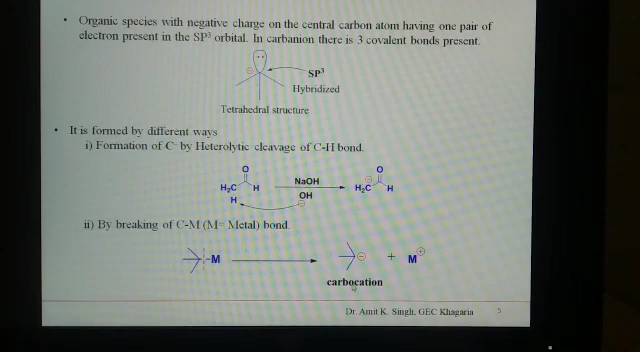 • Organic species with negative charge on the central carbon atom having one pair of
electron present in the SP³ orbital. In carbanion there is 3 covalent bonds present.
SP³
Hybridized
Tetrahedral structure
• It is formed by different ways
i) Formation of C⁻ by Heterolytic cleavage of C-H bond.
O
H₂C H
H
NaOH
OH
⊖
O
⊖
H₂C H
ii) By breaking of C-M (M= Metal) bond.
M
⊖ + M⊕
carbocation
Dr. Amit K. Singh, GEC Khagaria 5